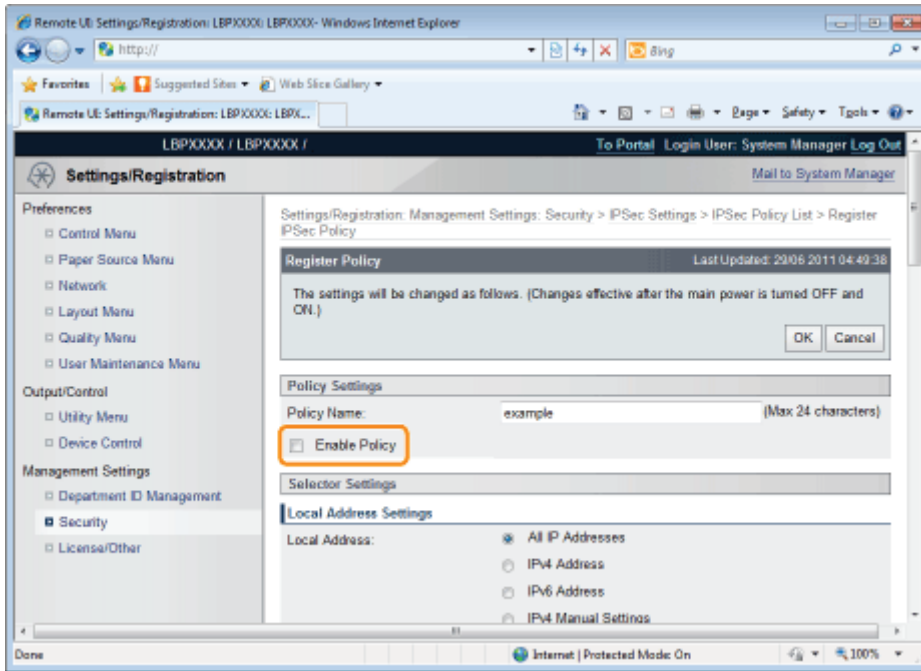 Remote UI: Settings/Registration: LBPXXXX: LBPXXXX- Windows Internet Explorer
http://
Bing
Favorites Suggested Sites Web Slice Gallery
Remote UI: Settings/Registration: LBPXXXX: LBPX...
Page Safety Tools
LBPXXXX / LBPXXXX /
To Portal Login User: System Manager Log Out
Settings/Registration
Mail to System Manager
Preferences
Control Menu
Paper Source Menu
Network
Layout Menu
Quality Menu
User Maintenance Menu
Output/Control
Utility Menu
Device Control
Management Settings
Department ID Management
Security
License/Other
Settings/Registration: Management Settings: Security > IPSec Settings > IPSec Policy List > Register
IPSec Policy
Register Policy
Last Updated: 29/06 2011 04:49:38
The settings will be changed as follows. (Changes effective after the main power is turned OFF and
ON.)
OK Cancel
Policy Settings
Policy Name: example (Max 24 characters)
Enable Policy
Selector Settings
Local Address Settings
Local Address: All IP Addresses
IPv4 Address
IPv6 Address
IPv4 Manual Settings
Done
Internet | Protected Mode: On
100%